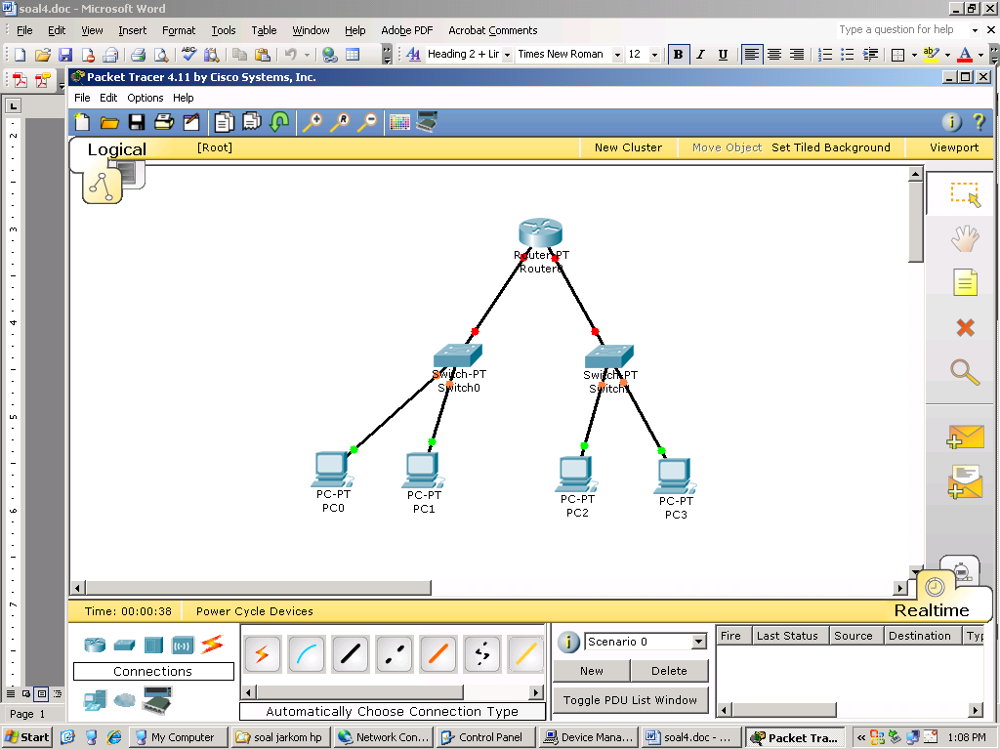 soal4.doc - Microsoft Word
File Edit View Insert Format Tools Table Window Help Adobe PDF Acrobat Comments Type a question for help
Heading 2 + Lir Times New Roman 12 B I U A
Packet Tracer 4.11 by Cisco Systems, Inc.
File Edit Options Help
Logical [Root] New Cluster Move Object Set Tiled Background Viewport
Router-PT
Router0
Switch-PT
Switch0
Switch-PT
PC-PT
PC0
PC-PT
PC1
PC-PT
PC2
PC-PT
PC3
2
3
4
5
6
7
Time: 00:00:38 Power Cycle Devices Realtime
Connections
Automatically Choose Connection Type
Scenario 0
New Delete
Toggle PDU List Window
Fire Last Status Source Destination Typ
Page 1
Start My Computer soal jarkom hp Network Con... Control Panel Device Mana... soal4.doc - ... Packet Tra... 1:08 PM